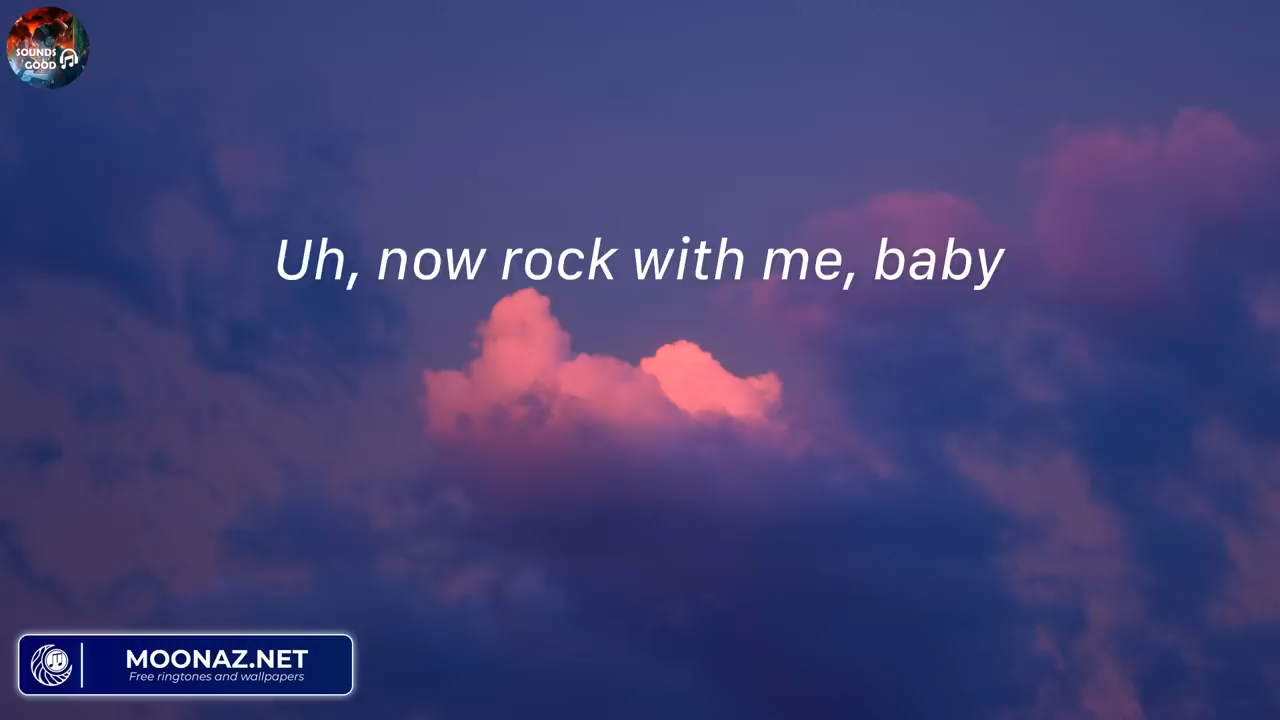 SOUNDS
GOOD
Uh, now rock with me, baby
MOONAZ.NET
Free ringtones and wallpapers